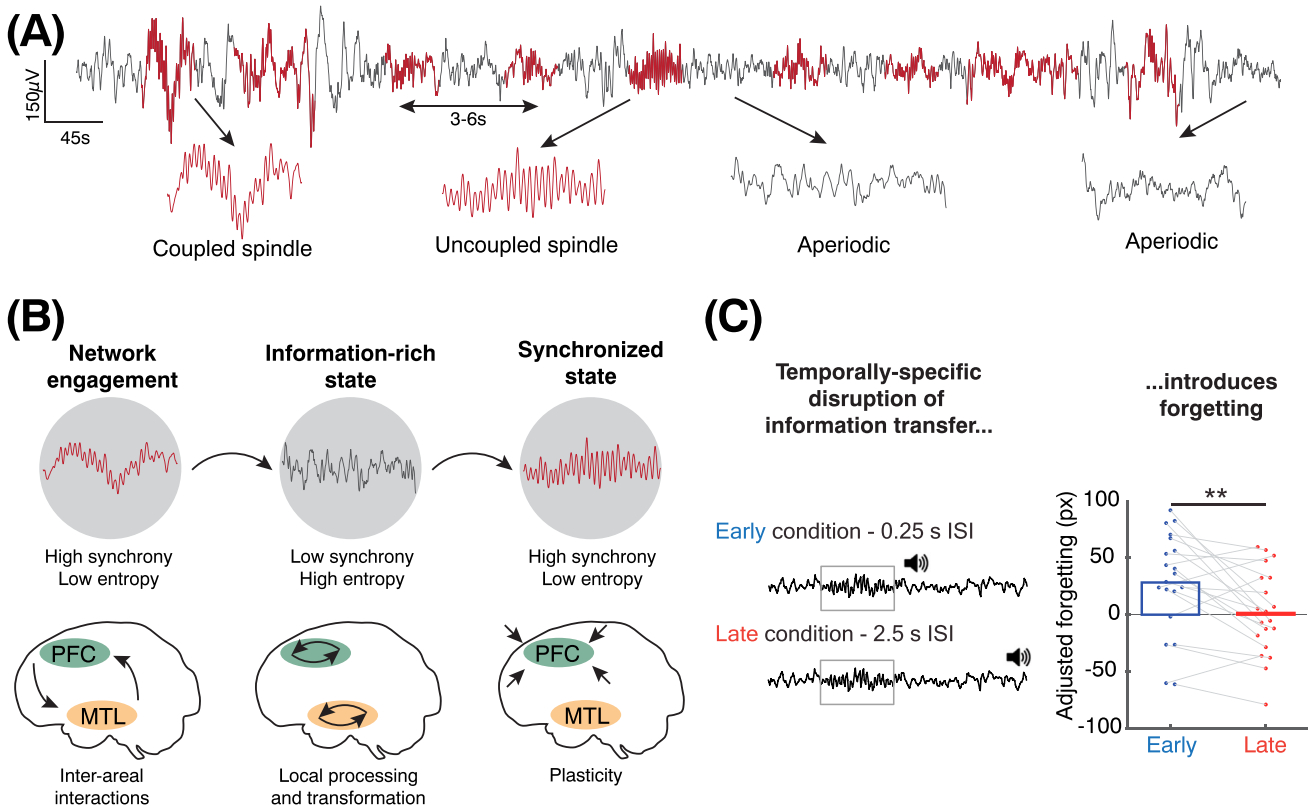 (A)
150μV
45s
3-6s
Coupled spindle
Uncoupled spindle
Aperiodic
Aperiodic
(B)
Network
engagement
Information-rich
state
Synchronized
state
High synchrony
Low entropy
Low synchrony
High entropy
High synchrony
Low entropy
PFC
MTL
PFC
MTL
Inter-areal
interactions
Local processing
and transformation
Plasticity
(C)
Temporally-specific
disruption of
information transfer...
...introduces
forgetting
Early condition - 0.25 s ISI
Late condition - 2.5 s ISI
Adjusted forgetting (px)
100
50
0
-50
-100
**
Early
Late